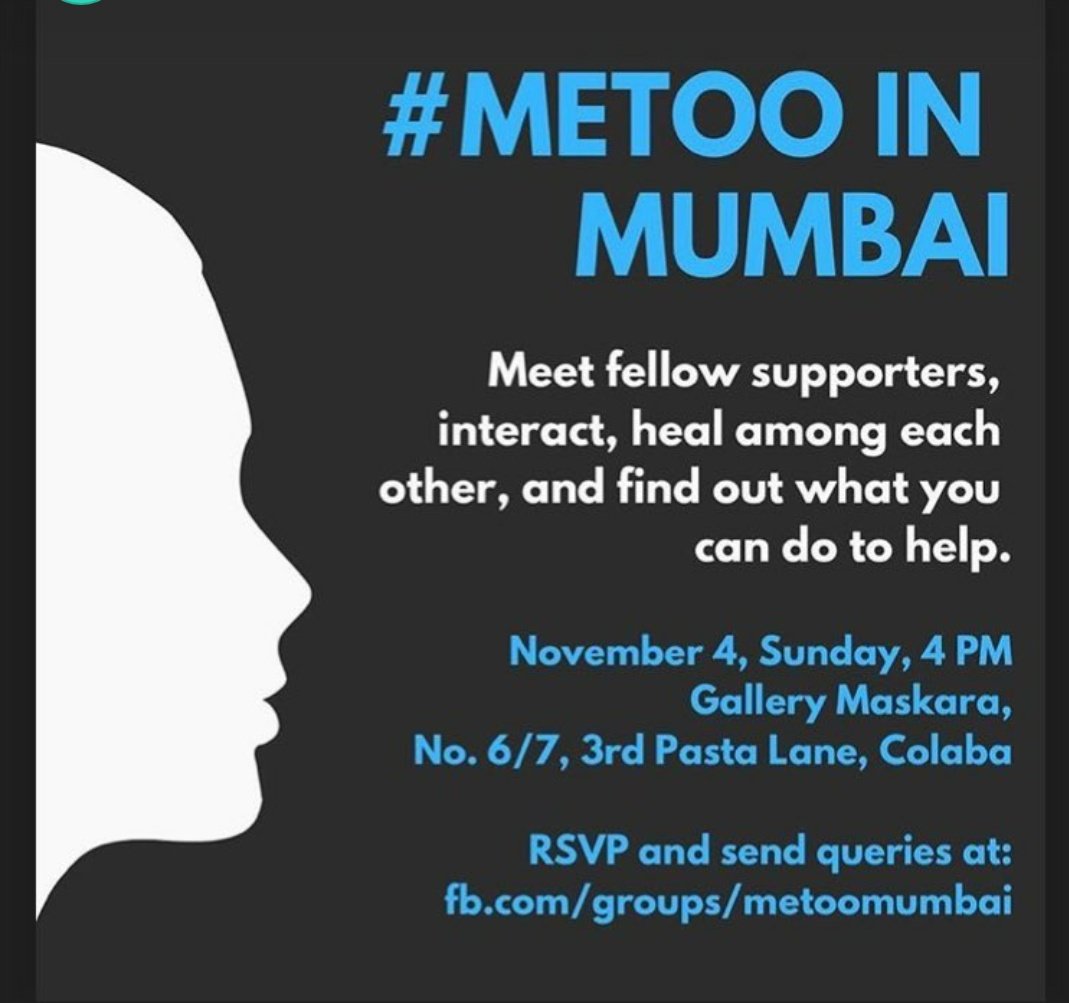 #METOO IN
MUMBAI
Meet fellow supporters,
interact, heal among each
other, and find out what you
can do to help.
November 4, Sunday, 4 PM
Gallery Maskara,
No. 6/7, 3rd Pasta Lane, Colaba
RSVP and send queries at:
fb.com/groups/metoomumbai